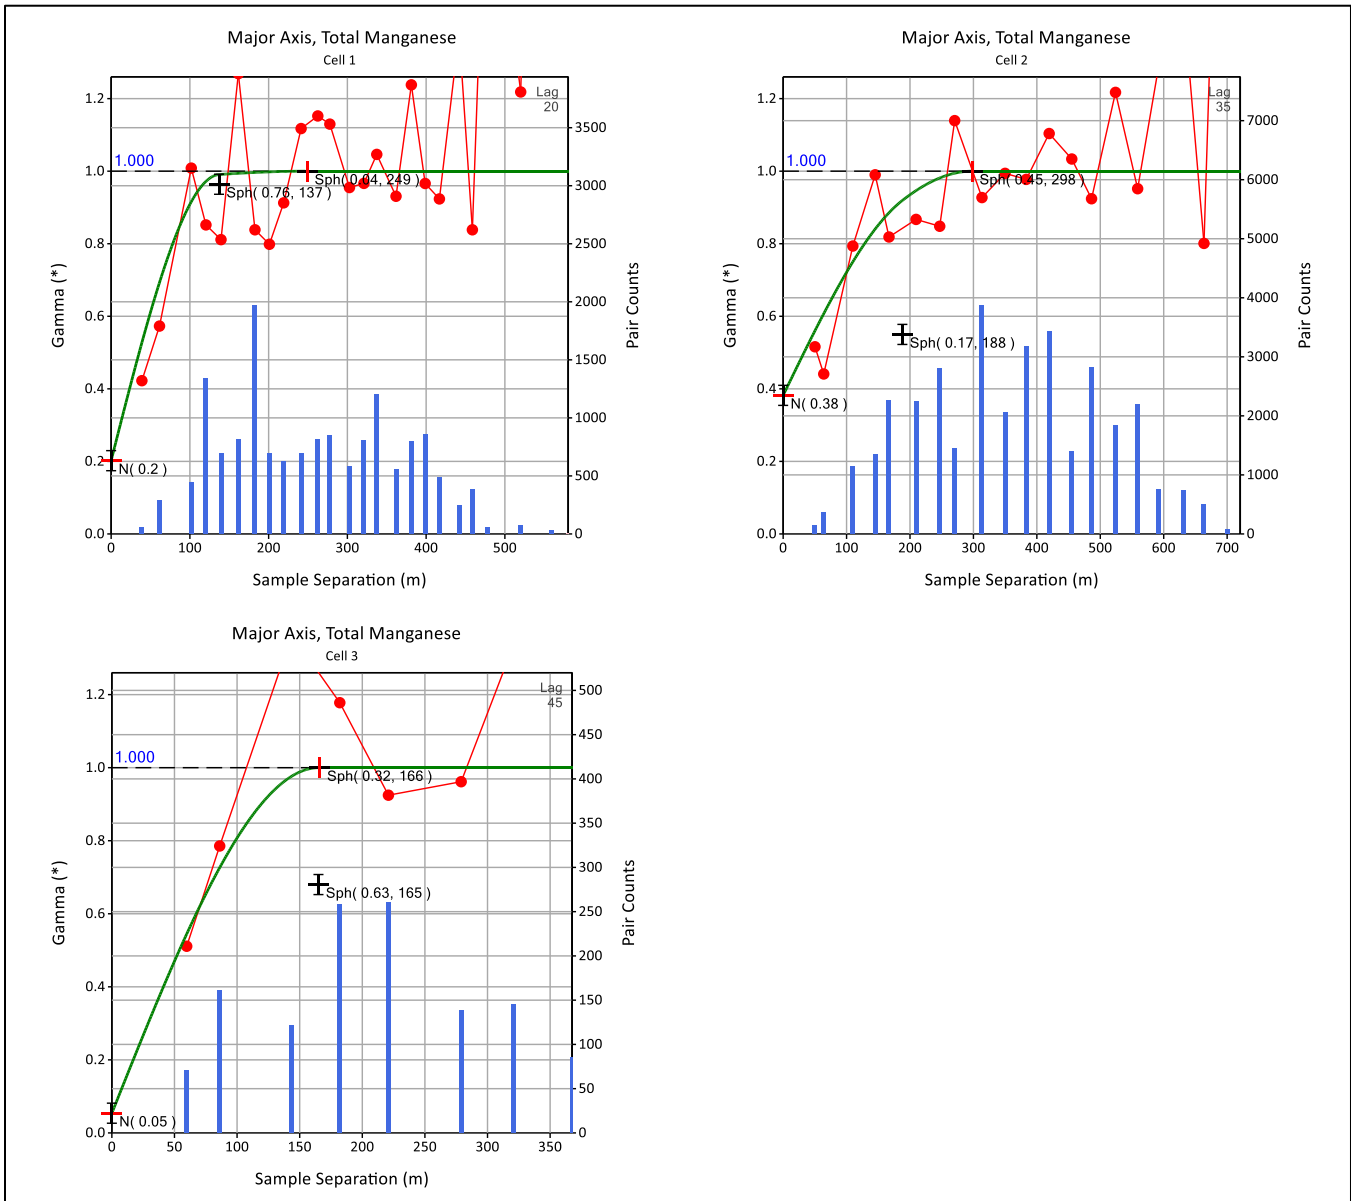 Major Axis, Total Manganese
Cell 1
1.2
1.0
0.8
0.6
0.4
0.2
0.0
Gamma (*)
1.000
Lag
20
Sph( 0.04, 249 )
Sph( 0.76, 137 )
N( 0.2 )
3500
3000
2500
2000
1500
1000
500
0
Pair Counts
0 100 200 300 400 500
Sample Separation (m)
Major Axis, Total Manganese
Cell 2
1.2
1.0
0.8
0.6
0.4
0.2
0.0
Gamma (*)
1.000
Lag
35
Sph( 0.45, 298 )
Sph( 0.17, 188 )
N( 0.38 )
7000
6000
5000
4000
3000
2000
1000
0
Pair Counts
0 100 200 300 400 500 600 700
Sample Separation (m)
Major Axis, Total Manganese
Cell 3
1.2
1.0
0.8
0.6
0.4
0.2
0.0
Gamma (*)
1.000
Lag
45
Sph( 0.32, 166 )
Sph( 0.63, 165 )
N( 0.05 )
500
450
400
350
300
250
200
150
100
50
0
Pair Counts
0 50 100 150 200 250 300 350
Sample Separation (m)